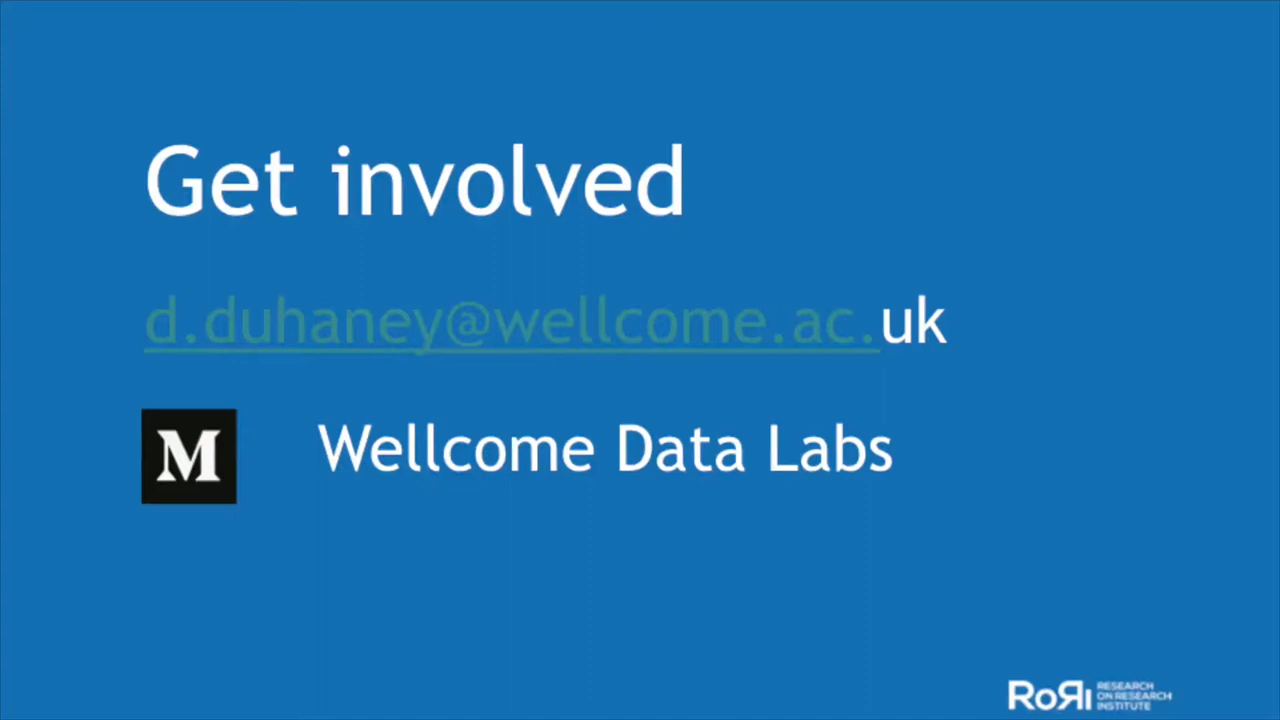 Get involved
d.duhaney@wellcome.ac.uk
M
Wellcome Data Labs
RoRI
RESEARCH
ON RESEARCH
INSTITUTE